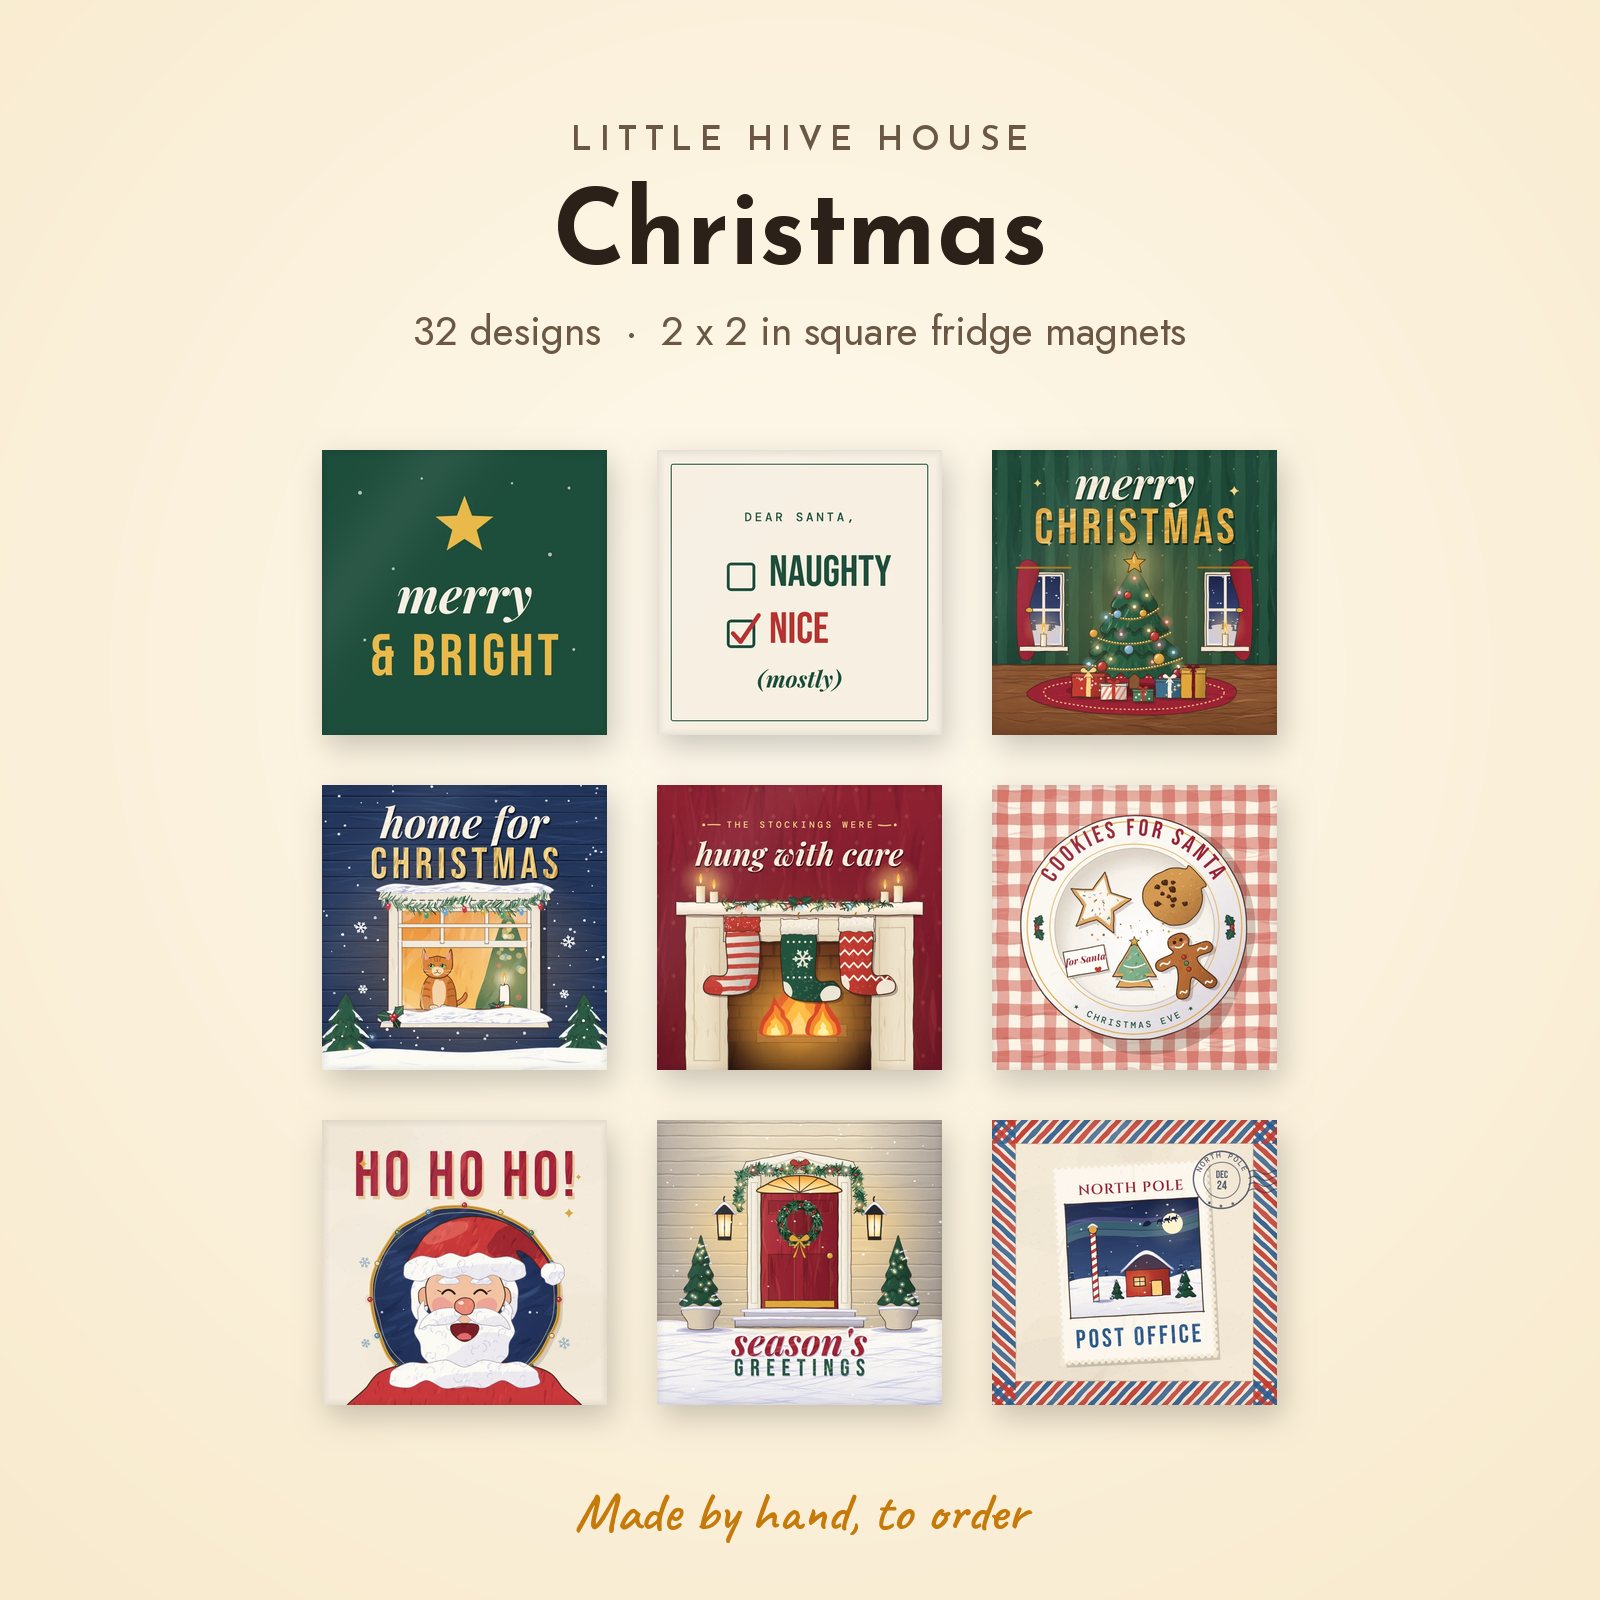 LITTLE HIVE HOUSE
Christmas
32 designs · 2 x 2 in square fridge magnets
merry
& BRIGHT
DEAR SANTA,
NAUGHTY
NICE
(mostly)
merry
CHRISTMAS
home for
CHRISTMAS
THE STOCKINGS WERE
hung with care
COOKIES FOR SANTA
for Santa
CHRISTMAS EVE
HO HO HO!
season's
GREETINGS
NORTH POLE
DEC
24
NORTH POLE
POST OFFICE
Made by hand, to order